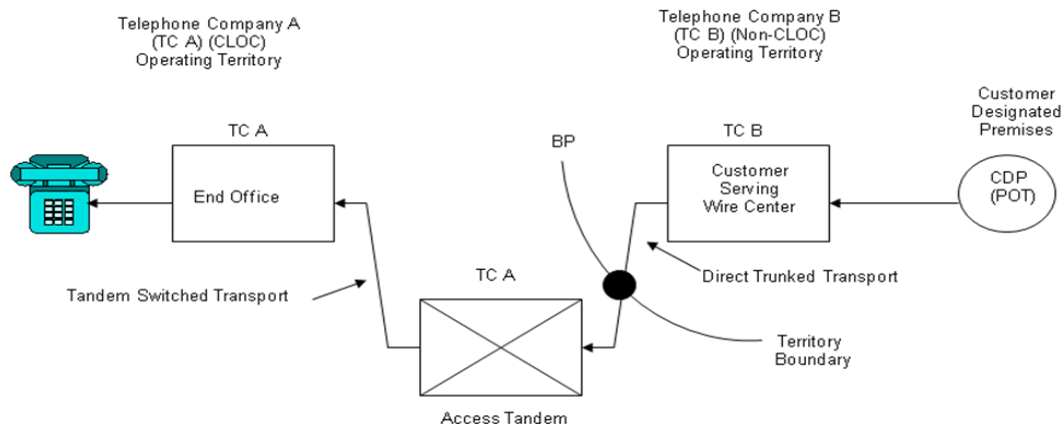 Telephone Company A
(TC A) (CLOC)
Operating Territory
Telephone Company B
(TC B) (Non-CLOC)
Operating Territory
Customer
Designated
Premises
TC A
End Office
BP
TC B
Customer
Serving
Wire Center
CDP
(POT)
Tandem Switched Transport
TC A
Direct Trunked Transport
Territory
Boundary
Access Tandem